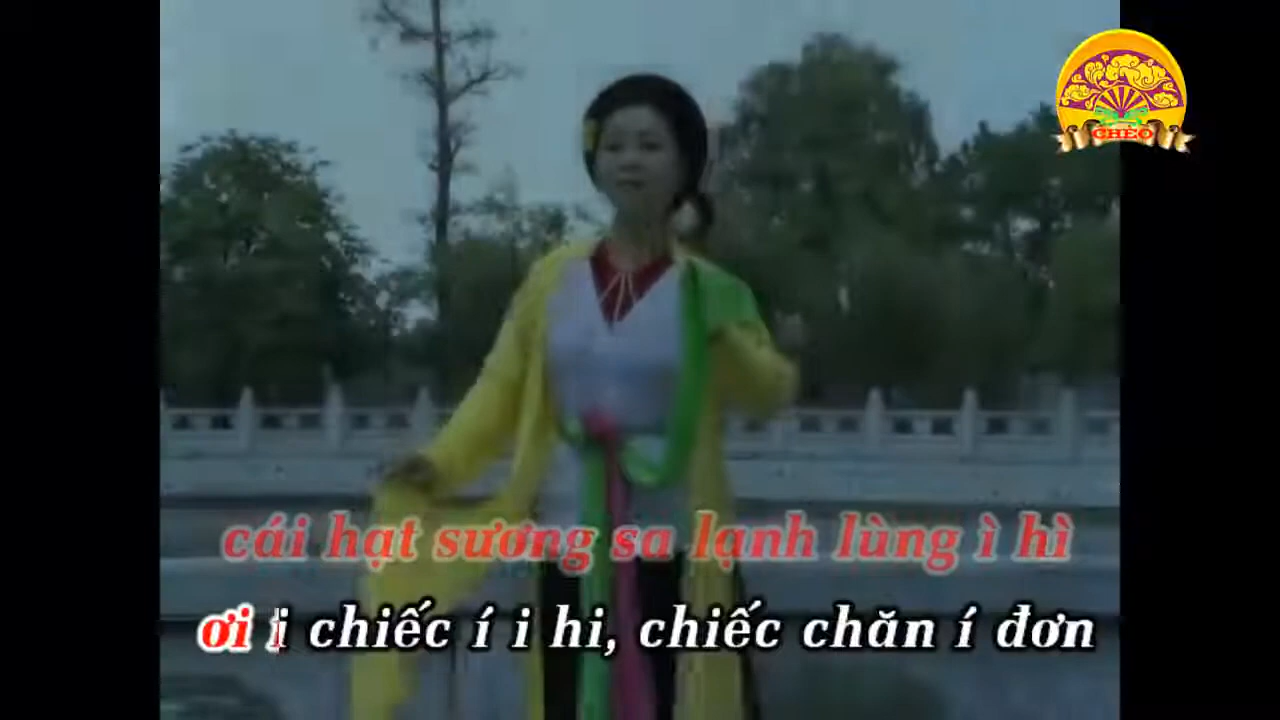 CHÈO
cái hạt sương sa lạnh lùng ì hì
ơi i chiếc í i hi, chiếc chăn í đơn